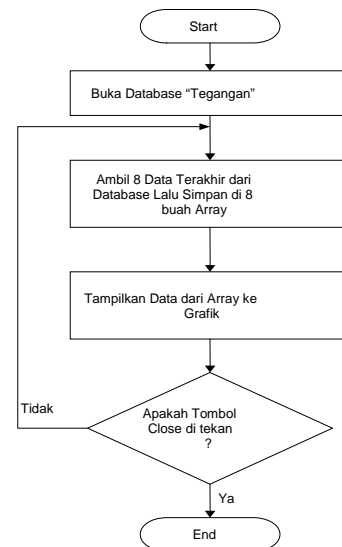 Start
Buka Database “Tegangan”
Ambil 8 Data Terakhir dari
Database Lalu Simpan di 8
buah Array
Tampilkan Data dari Array ke
Grafik
Tidak
Apakah Tombol
Close di tekan
?
Ya
End